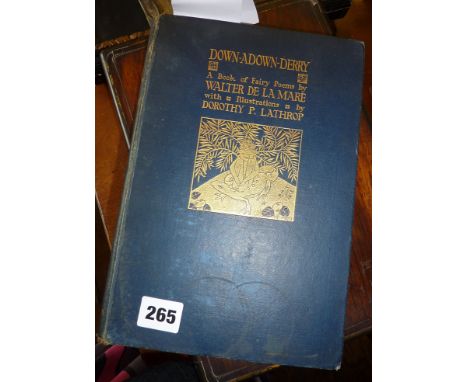 DOWN-ADOWN-DERRY
A Book of Fairy Poems by
WALTER DE LA MARE
with Illustrations by
DOROTHY P. LATHROP
265